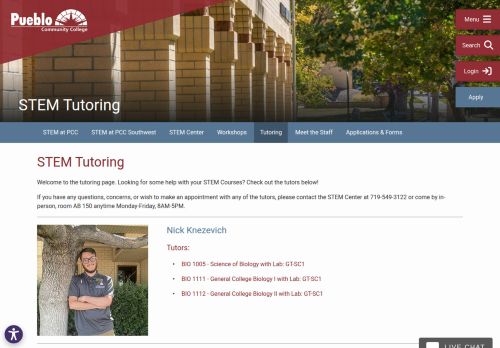 Pueblo
Community College
Menu
Search
Login
Apply
STEM Tutoring
STEM at PCC
STEM at PCC Southwest
STEM Center
Workshops
Tutoring
Meet the Staff
Applications & Forms
STEM Tutoring
Welcome to the tutoring page. Looking for some help with your STEM Courses? Check out the tutors below!
If you have any questions, concerns, or wish to make an appointment with any of the tutors, please contact the STEM Center at 719-549-3122 or come by in-
person, room AB 150 anytime Monday-Friday, 8AM-5PM.
Nick Knezevich
Tutors:
• BIO 1005 - Science of Biology with Lab: GT-SC1
• BIO 1111 - General College Biology I with Lab: GT-SC1
• BIO 1112 - General College Biology II with Lab: GT-SC1
LIVE CHAT